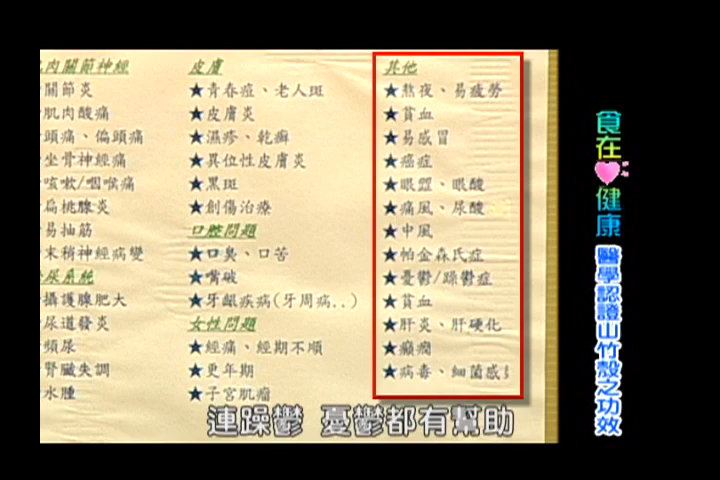 肉關節神經
關節炎
肌肉酸痛
頭痛、偏頭痛
坐骨神經痛
咳嗽/咽喉痛
扁桃腺炎
易抽筋
末稍神經病變
尿系統
攝護腺肥大
尿道發炎
頻尿
腎臟失調
水腫
皮膚
★青春痘、老人斑
★皮膚炎
★濕疹、乾癬
★異位性皮膚炎
★黑斑
★創傷治療
口腔問題
★口臭、口苦
★嘴破
★牙齦疾病(牙周病..)
女性問題
★經痛、經期不順
★更年期
★子宮肌瘤
其他
★熬夜、易疲勞
★貧血
★易感冒
★癌症
★眼翳、眼酸
★痛風、尿酸
★中風
★帕金森氏症
★憂鬱/躁鬱症
★貧血
★肝炎、肝硬化
★癲癇
★病毒、細菌感
連躁鬱 憂鬱都有幫助
食在健康
醫學認證山竹殼之功效